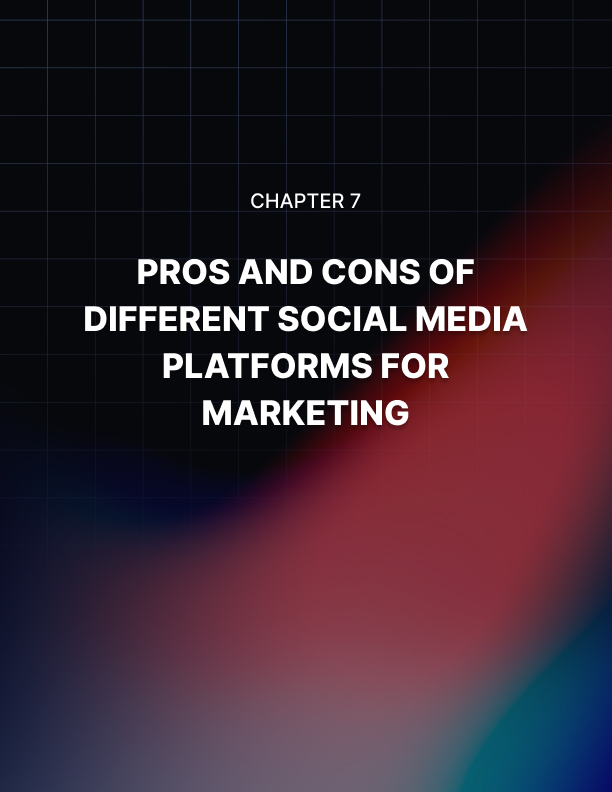 CHAPTER 7
PROS AND CONS OF
DIFFERENT SOCIAL MEDIA
PLATFORMS FOR
MARKETING